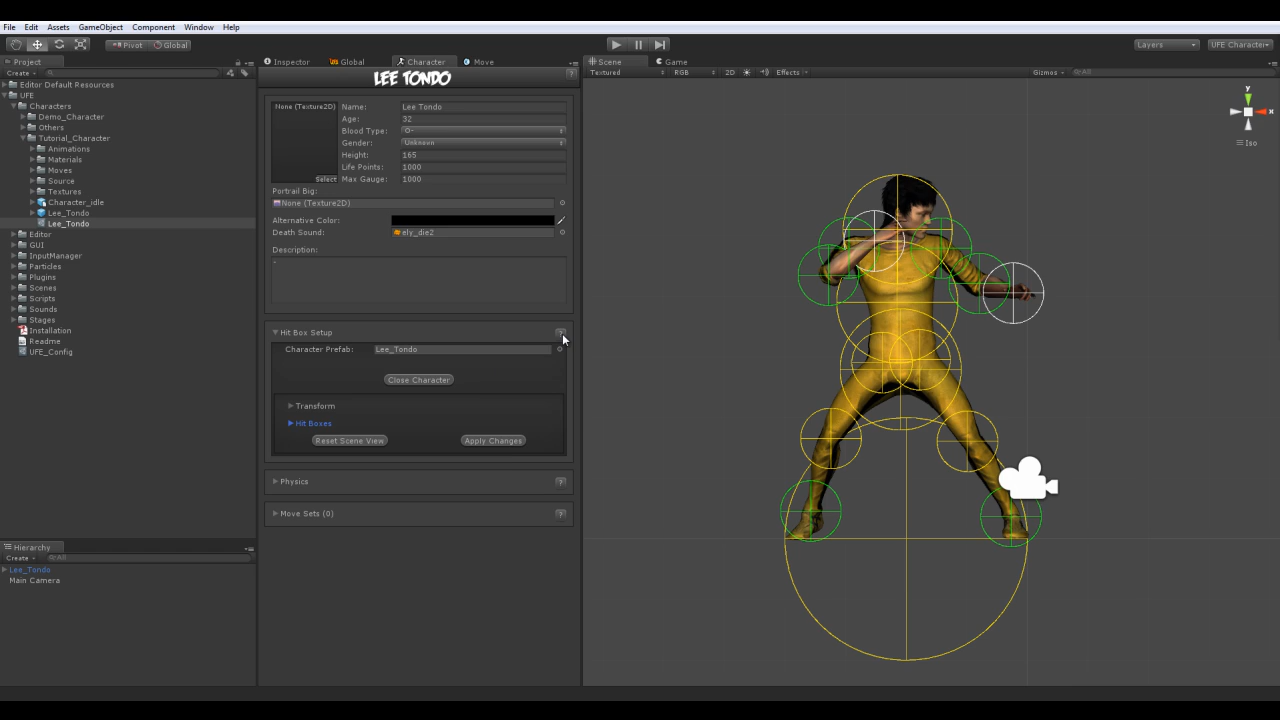 File Edit Assets GameObject Component Window Help
Pivot Global Layers UFE Character
Project
Create
Editor Default Resources
UFE
Characters
Demo_Character
Others
Tutorial_Character
Animations
Materials
Moves
Source
Textures
Character_idle
Lee_Tondo
Lee_Tondo
Editor
GUI
InputManager
Particles
Plugins
Scenes
Scripts
Sounds
Stages
Installation
Readme
UFE_Config
Hierarchy
Create All
Lee_Tondo
Main Camera
Inspector Global Character Move
LEE TONDO ?
None (Texture2D)
Select
Name: Lee Tondo
Age: 32
Blood Type: O-
Gender: Unknown
Height: 165
Life Points: 1000
Max Gauge: 1000
Portrait Big:
None (Texture2D)
Alternative Color:
Death Sound: ely_die2
Description:
-
Hit Box Setup ?
Character Prefab: Lee_Tondo
Close Character
Transform
Hit Boxes
Reset Scene View Apply Changes
Physics ?
Move Sets (0) ?
Scene Game
Textured RGB 2D Effects Gizmos All
y
x
Iso